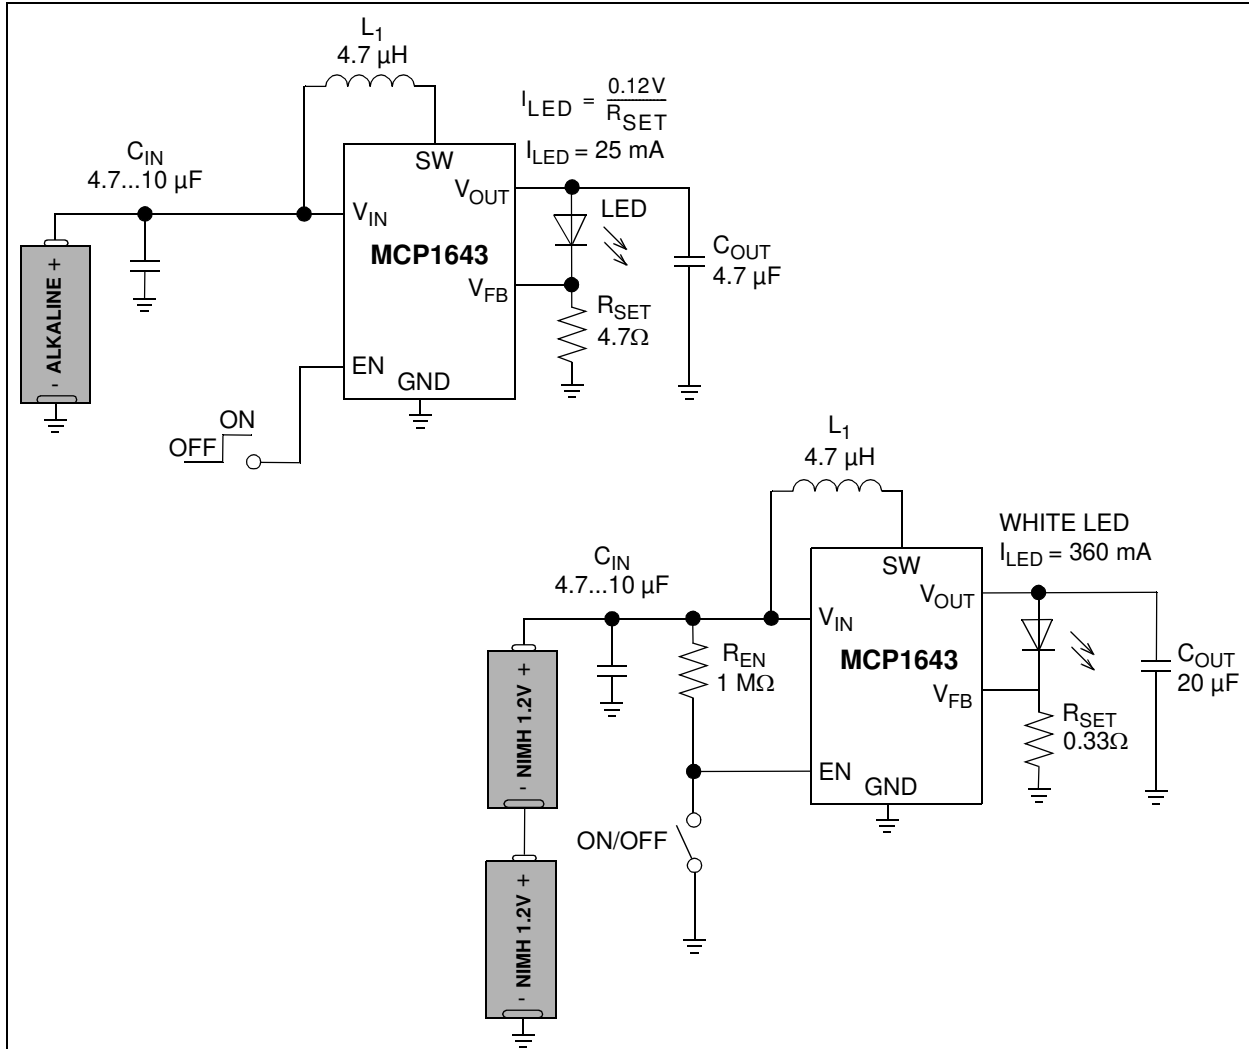 L1
4.7 µH
ILED = 0.12V / RSET
ILED = 25 mA
CIN
4.7...10 µF
SW
VOUT
VIN
LED
MCP1643
COUT
4.7 µF
VFB
RSET
4.7Ω
- ALKALINE +
EN
GND
ON
OFF
L1
4.7 µH
WHITE LED
ILED = 360 mA
CIN
4.7...10 µF
SW
VOUT
VIN
REN
1 MΩ
MCP1643
COUT
20 µF
VFB
RSET
0.33Ω
- NIMH 1.2V +
EN
GND
ON/OFF
- NIMH 1.2V +